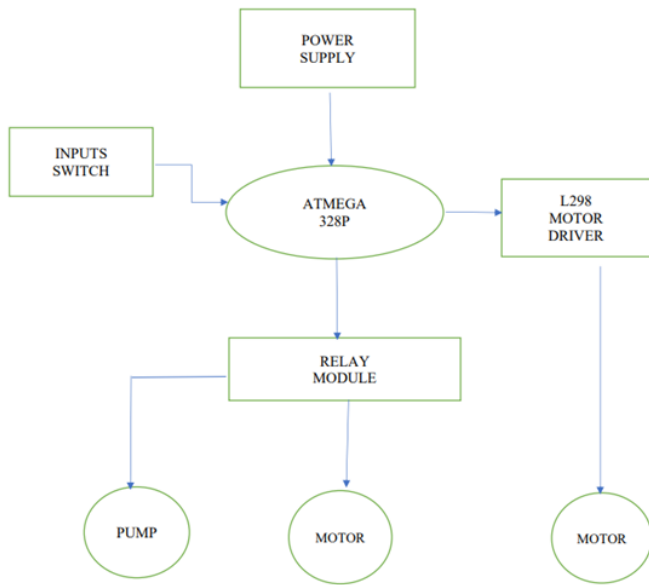 POWER
SUPPLY
INPUTS
SWITCH
ATMEGA
328P
L298
MOTOR
DRIVER
RELAY
MODULE
PUMP
MOTOR
MOTOR